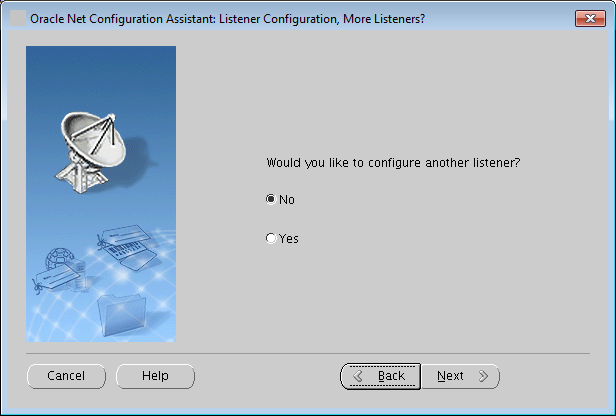 Oracle Net Configuration Assistant: Listener Configuration, More Listeners?
Would you like to configure another listener?
No
Yes
Cancel
Help
Back
Next